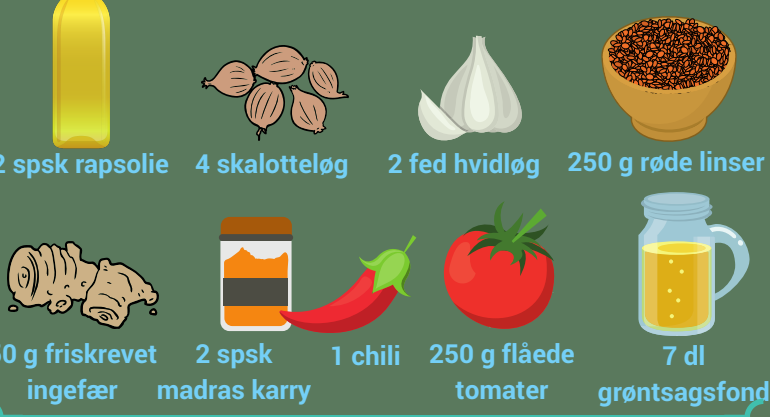 2 spsk rapsolie
4 skalotteløg
2 fed hvidløg
250 g røde linser
g friskrevet
ingefær
2 spsk
madras karry
1 chili
250 g flåede
tomater
7 dl
grøntsagsfond